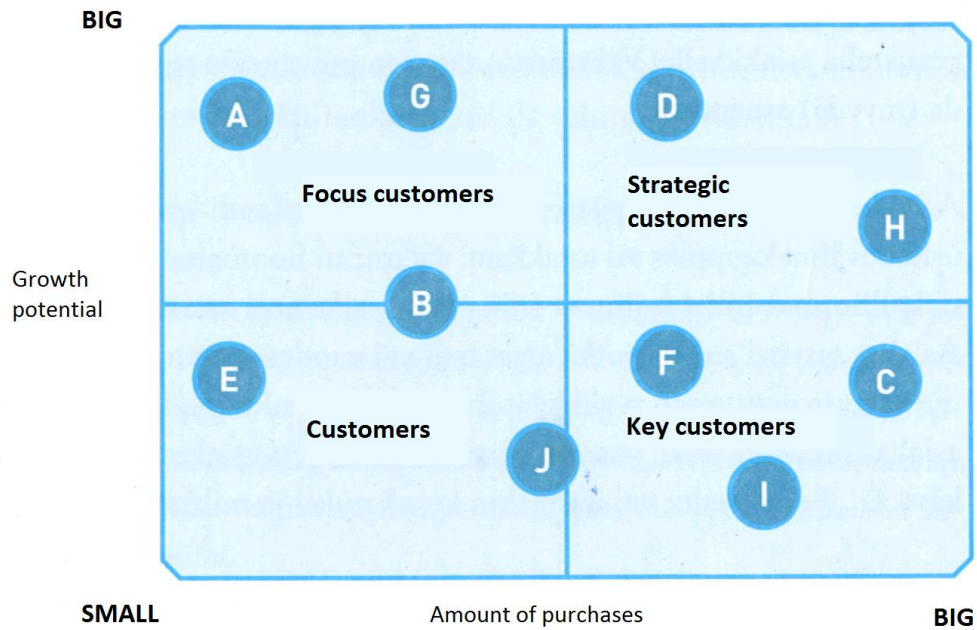 BIG
A
G
D
Focus customers
Strategic
customers
H
Growth
potential
B
E
F
C
Customers
Key customers
J
I
SMALL
Amount of purchases
BIG